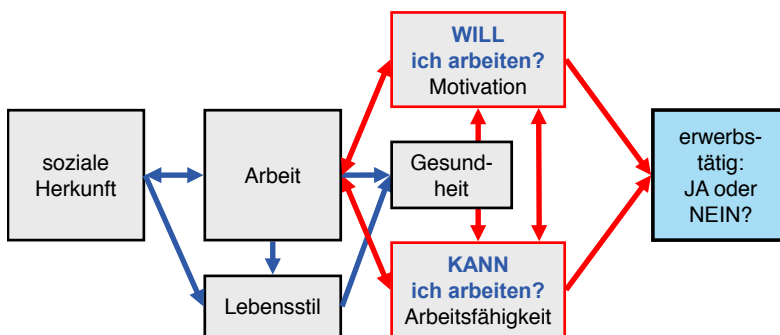 soziale
Herkunft
Arbeit
Lebensstil
WILL
ich arbeiten?
Motivation
Gesund-
heit
KANN
ich arbeiten?
Arbeitsfähigkeit
erwerbs-
tätig:
JA oder
NEIN?